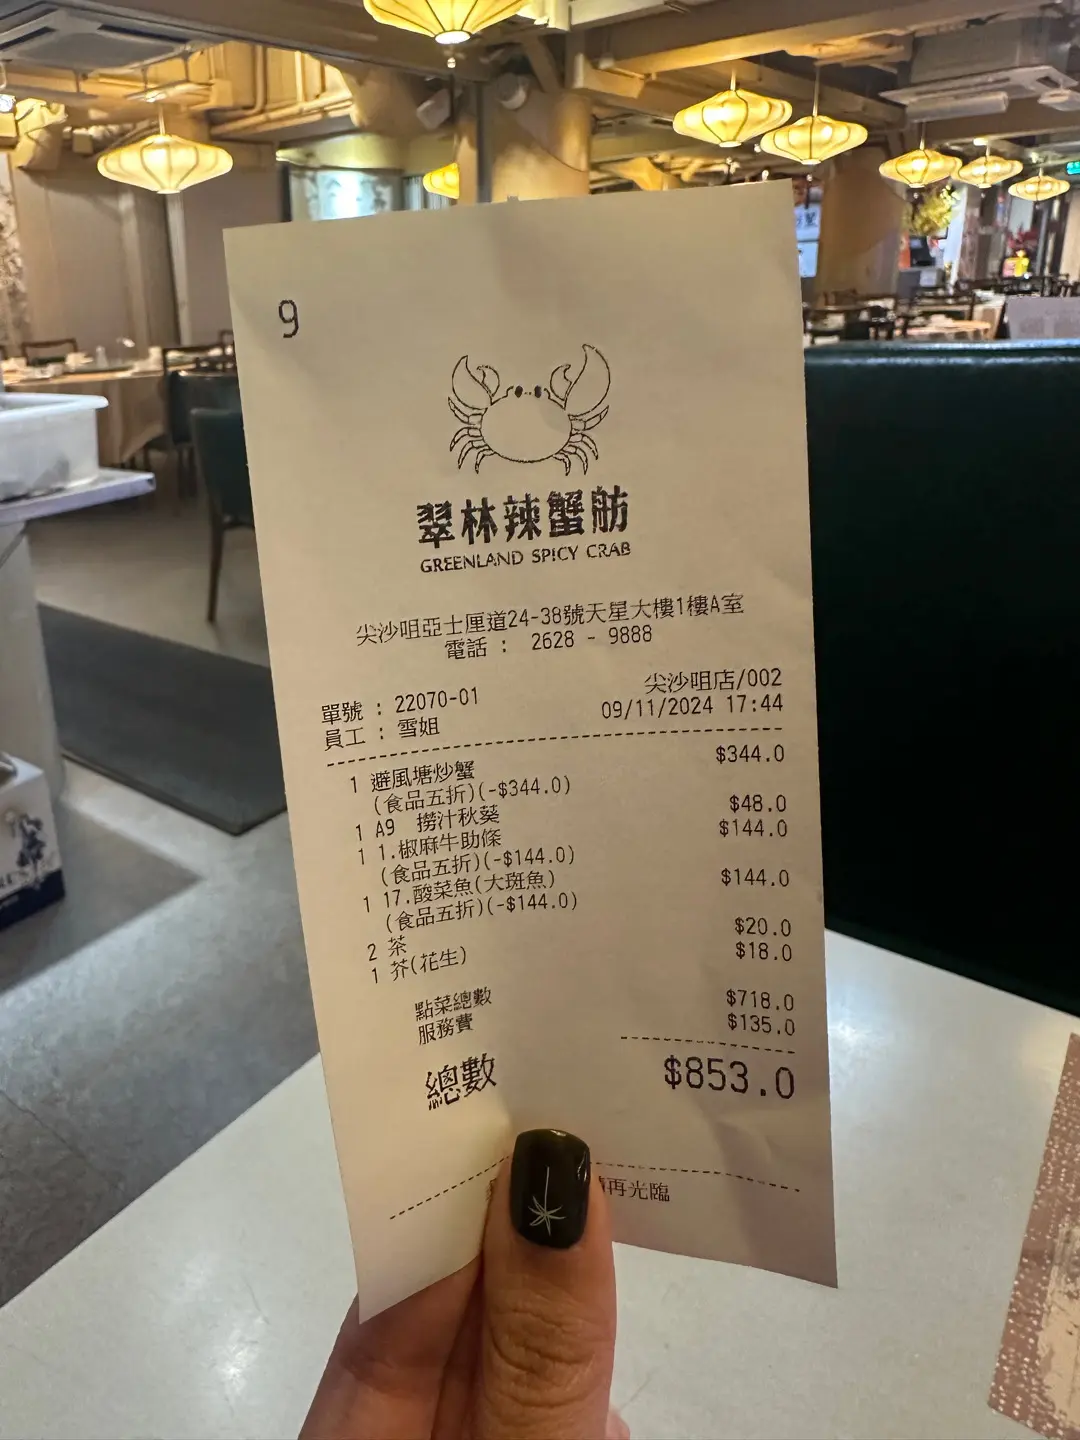 9
翠林辣蟹舫
GREENLAND SPICY CRAB
尖沙咀亞士厘道24-38號天星大樓1樓A室
電話 : 2628 - 9888
尖沙咀店/002
單號 : 22070-01 09/11/2024 17:44
員工 : 雪姐
1 避風塘炒蟹 $344.0
(食品五折)(-$344.0)
1 A9 撈汁秋葵 $48.0
1 1.椒麻牛助條 $144.0
(食品五折)(-$144.0)
1 17.酸菜魚(大斑魚) $144.0
(食品五折)(-$144.0)
2 茶 $20.0
1 芥(花生) $18.0
點菜總數 $718.0
服務費 $135.0
總數 $853.0
再光臨